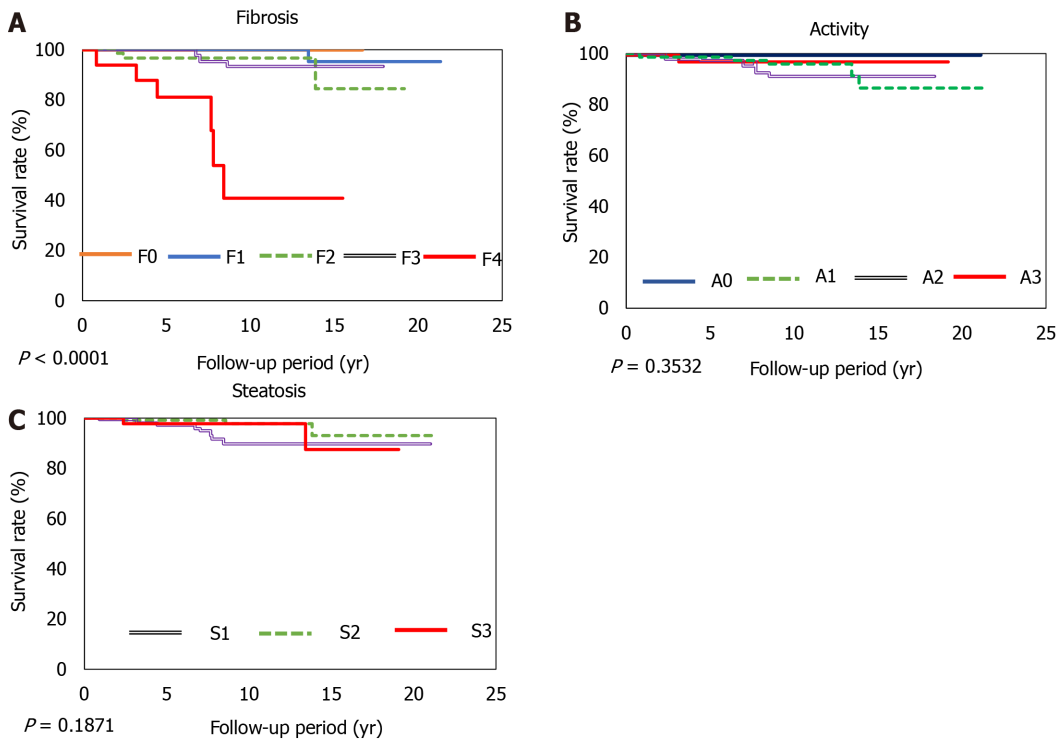 A
Fibrosis
Survival rate (%)
100
80
60
40
20
0
F0 F1 F2 F3 F4
0 5 10 15 20 25
P < 0.0001
Follow-up period (yr)
B
Activity
Survival rate (%)
100
80
60
40
20
0
A0 A1 A2 A3
0 5 10 15 20 25
P = 0.3532
Follow-up period (yr)
C
Steatosis
Survival rate (%)
100
80
60
40
20
0
S1 S2 S3
0 5 10 15 20 25
P = 0.1871
Follow-up period (yr)